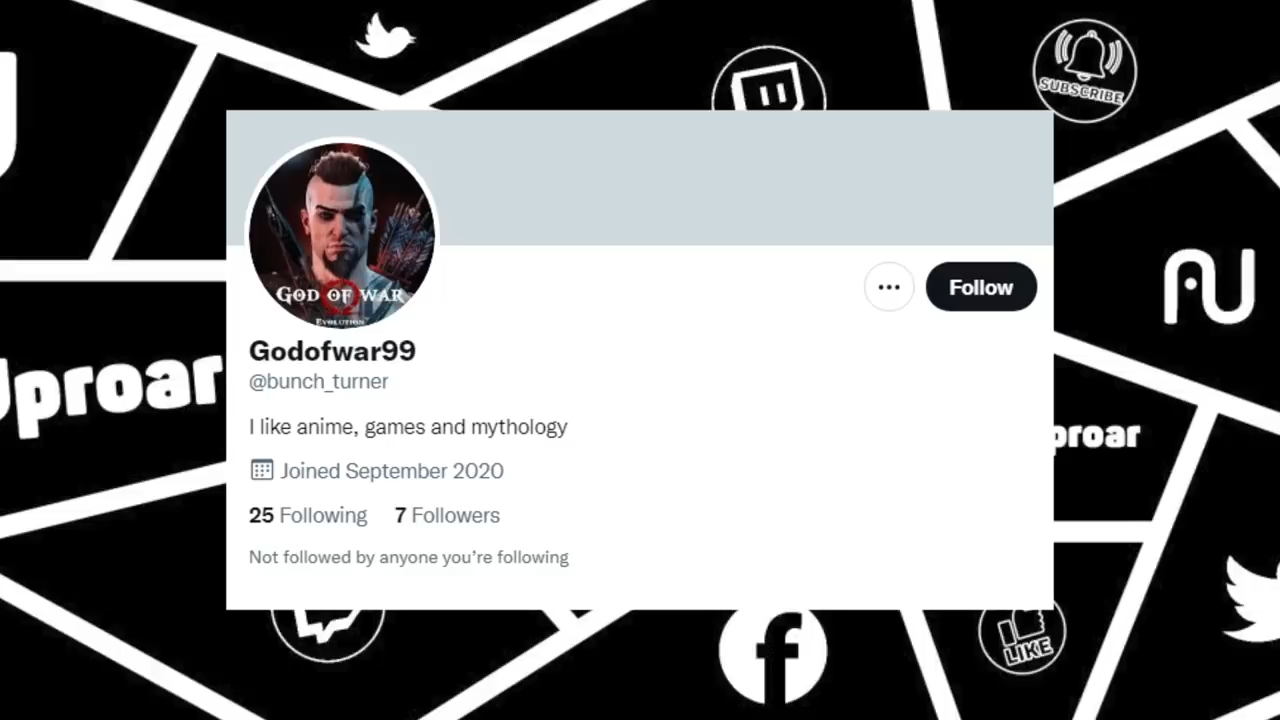 SUBSCRIBE
GOD OF WAR
EVOLUTION
Follow
Godofwar99
@bunch_turner
I like anime, games and mythology
Joined September 2020
25 Following 7 Followers
Not followed by anyone you're following
Uproar
proar
LIKE